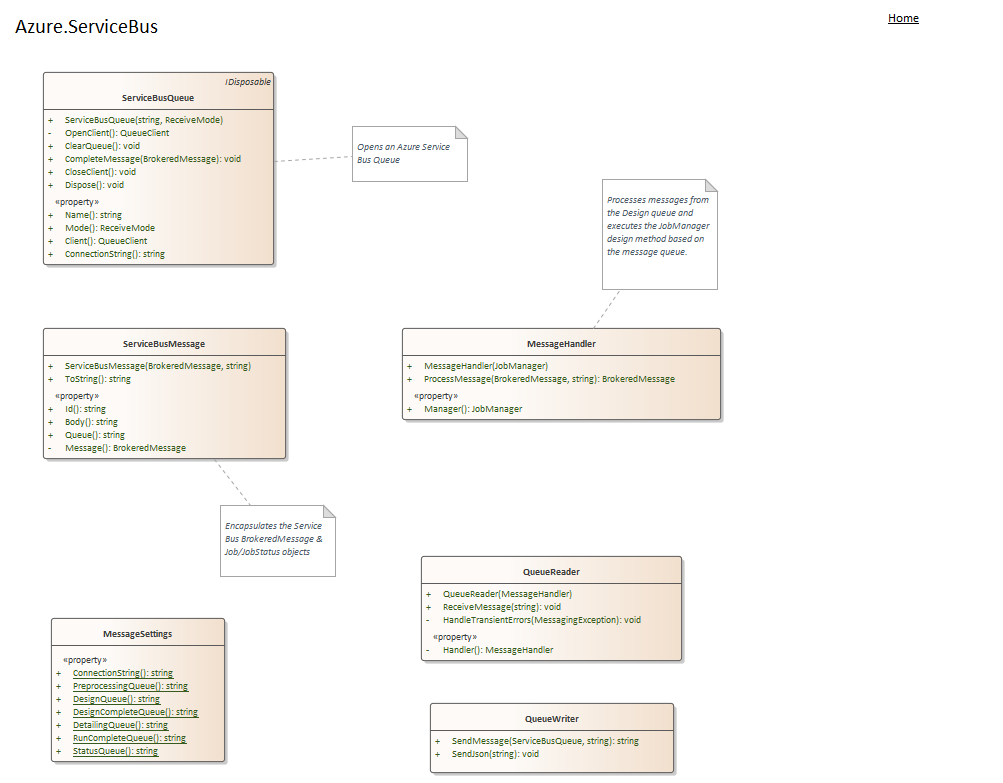 Azure.ServiceBus
Home
IDisposable
ServiceBusQueue
+ ServiceBusQueue(string, ReceiveMode)
- OpenClient(): QueueClient
+ ClearQueue(): void
+ CompleteMessage(BrokeredMessage): void
+ CloseClient(): void
+ Dispose(): void
«property»
+ Name(): string
+ Mode(): ReceiveMode
+ Client(): QueueClient
+ ConnectionString(): string
Opens an Azure Service
Bus Queue
Processes messages from
the Design queue and
executes the JobManager
design method based on
the message queue.
ServiceBusMessage
+ ServiceBusMessage(BrokeredMessage, string)
+ ToString(): string
«property»
+ Id(): string
+ Body(): string
+ Queue(): string
- Message(): BrokeredMessage
MessageHandler
+ MessageHandler(JobManager)
+ ProcessMessage(BrokeredMessage, string): BrokeredMessage
«property»
+ Manager(): JobManager
Encapsulates the Service
Bus BrokeredMessage &
Job/JobStatus objects
QueueReader
+ QueueReader(MessageHandler)
+ ReceiveMessage(string): void
- HandleTransientErrors(MessagingException): void
«property»
- Handler(): MessageHandler
MessageSettings
«property»
+ ConnectionString(): string
+ PreprocessingQueue(): string
+ DesignQueue(): string
+ DesignCompleteQueue(): string
+ DetailingQueue(): string
+ RunCompleteQueue(): string
+ StatusQueue(): string
QueueWriter
+ SendMessage(ServiceBusQueue, string): string
+ SendJson(string): void